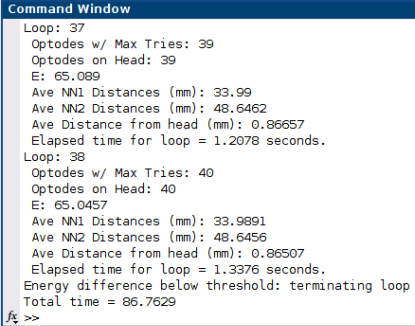 Command Window
Loop: 37
Optodes w/ Max Tries: 39
Optodes on Head: 39
E: 65.089
Ave NN1 Distances (mm): 33.99
Ave NN2 Distances (mm): 48.6462
Ave Distance from head (mm): 0.86657
Elapsed time for loop = 1.2078 seconds.
Loop: 38
Optodes w/ Max Tries: 40
Optodes on Head: 40
E: 65.0457
Ave NN1 Distances (mm): 33.9891
Ave NN2 Distances (mm): 48.6456
Ave Distance from head (mm): 0.86507
Elapsed time for loop = 1.3376 seconds.
Energy difference below threshold: terminating loop
Total time = 86.7629
fx >>